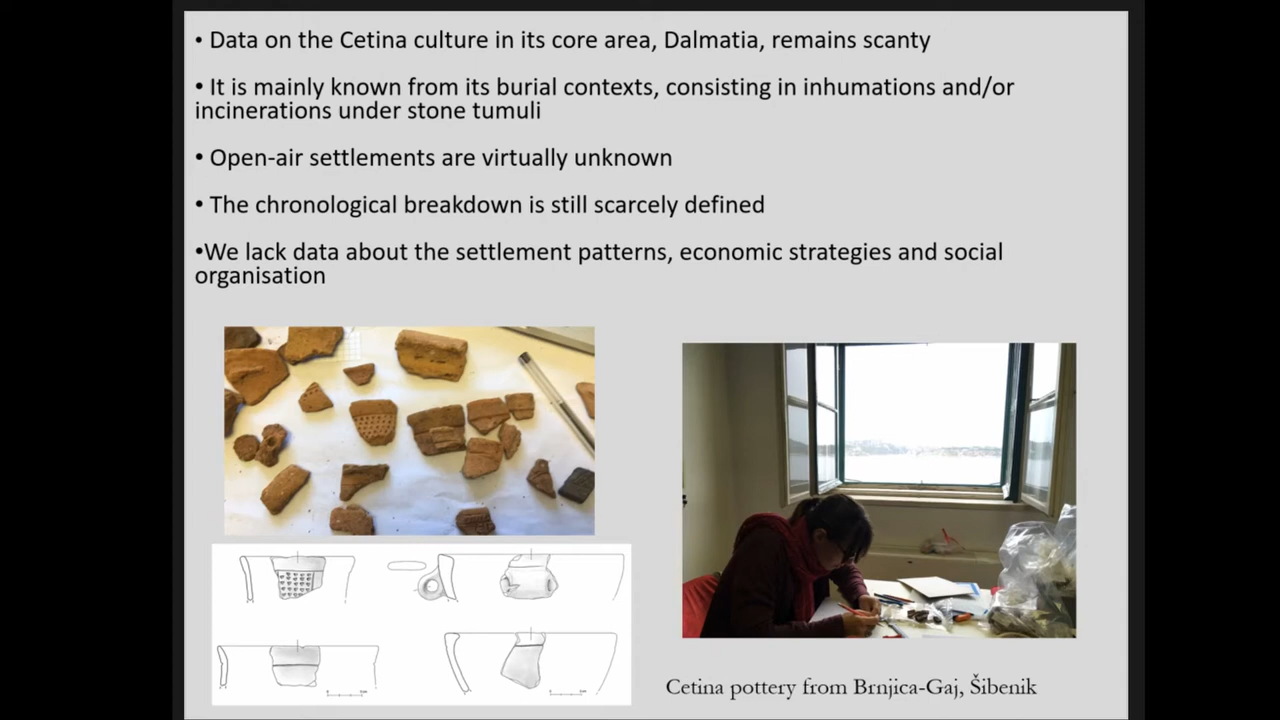 • Data on the Cetina culture in its core area, Dalmatia, remains scanty
• It is mainly known from its burial contexts, consisting in inhumations and/or
incinerations under stone tumuli
• Open-air settlements are virtually unknown
• The chronological breakdown is still scarcely defined
•We lack data about the settlement patterns, economic strategies and social
organisation
Cetina pottery from Brnjica-Gaj, Šibenik